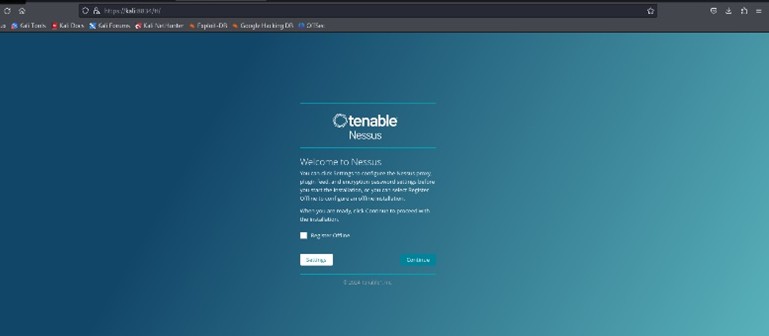 https://kali:8834/#/
Kali Tools Kali Docs Kali Forums Kali NetHunter Exploit-DB Google Hacking DB OffSec
tenable
Nessus
Welcome to Nessus
You can click Settings to configure the Nessus proxy,
plugin feed, and encryption password settings before
you start the installation, or you can select Register
Offline to configure an offline installation.
When you are ready, click Continue to proceed with
the installation.
Register Offline
Settings Continue
© 2024 Tenable™, Inc.